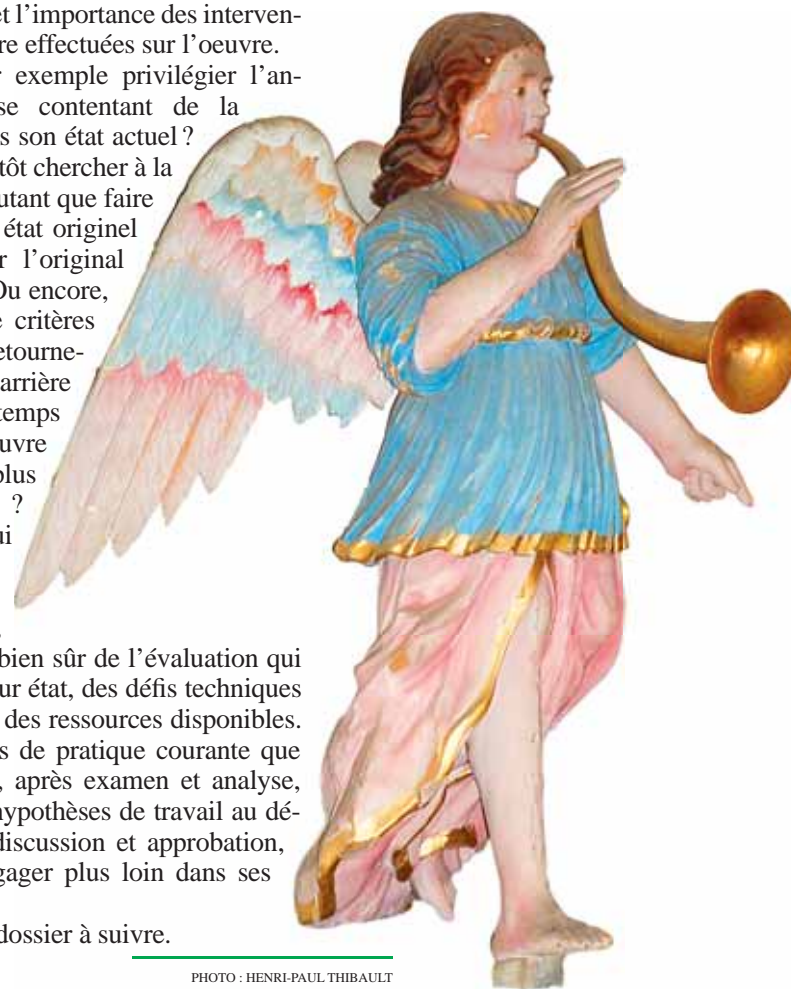 et l’importance des interven-
re effectuées sur l’oeuvre.
r exemple privilégier l’an-
se contentant de la
s son état actuel ?
tôt chercher à la
utant que faire
état originel
r l’original
Ou encore,
e critères
etourne-
arrière
temps
uvre
plus
?
ui
bien sûr de l’évaluation qui
ur état, des défis techniques
des ressources disponibles.
s de pratique courante que
, après examen et analyse,
hypothèses de travail au dé-
discussion et approbation,
gager plus loin dans ses
dossier à suivre.
PHOTO : HENRI-PAUL THIBAULT